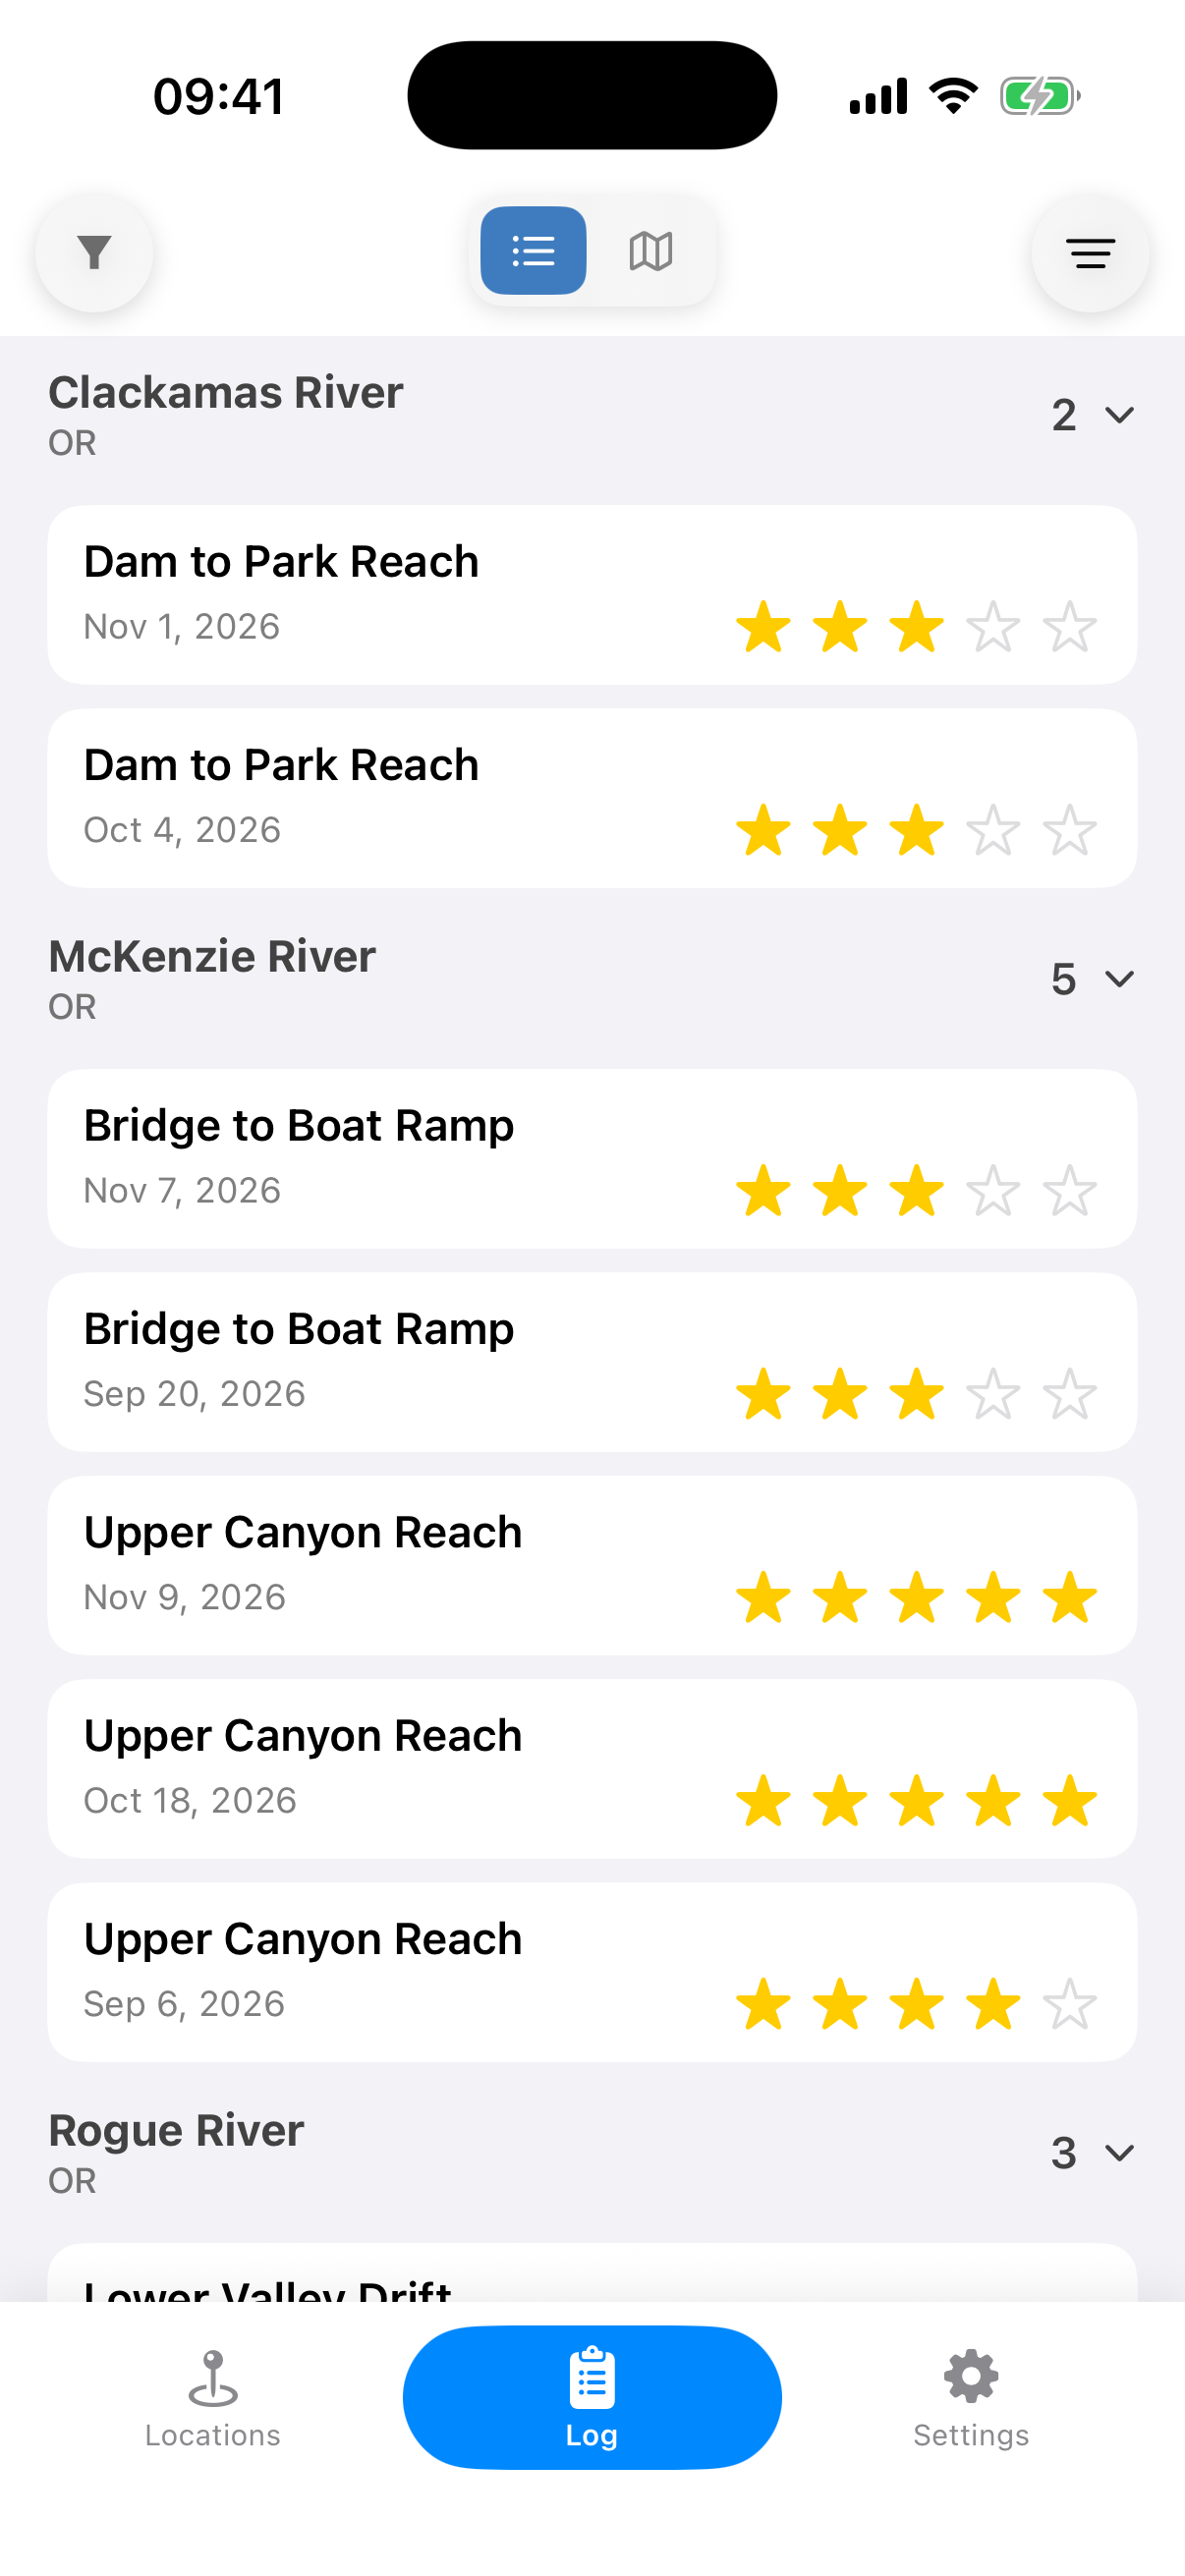 09:41
Clackamas River
OR
2
Dam to Park Reach
Nov 1, 2026
Dam to Park Reach
Oct 4, 2026
McKenzie River
OR
5
Bridge to Boat Ramp
Nov 7, 2026
Bridge to Boat Ramp
Sep 20, 2026
Upper Canyon Reach
Nov 9, 2026
Upper Canyon Reach
Oct 18, 2026
Upper Canyon Reach
Sep 6, 2026
Rogue River
OR
3
Lower Valley Drift
Locations
Log
Settings